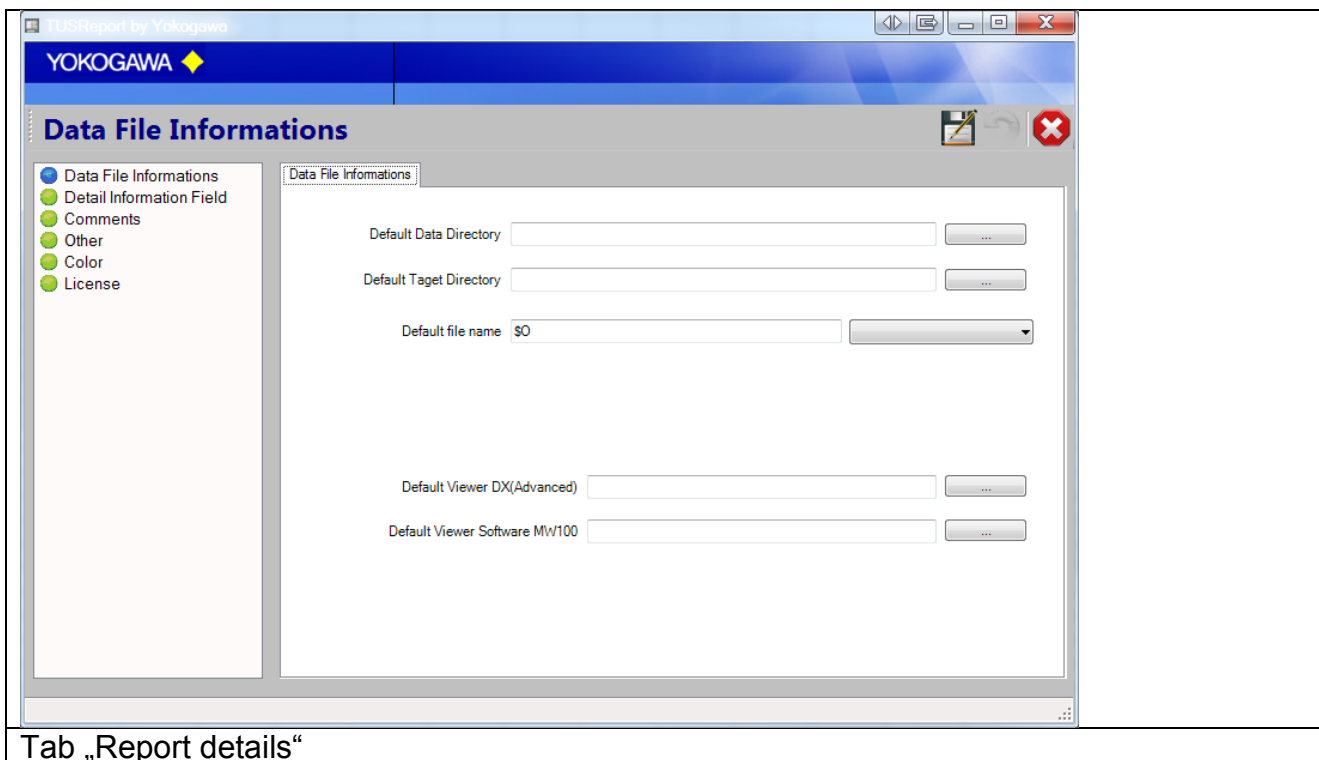 TUSReport by Yokogawa
YOKOGAWA
Data File Informations
Data File Informations
Detail Information Field
Comments
Other
Color
License
Data File Informations
Default Data Directory
...
Default Taget Directory
...
Default file name $O
Default Viewer DX(Advanced)
...
Default Viewer Software MW100
...
Tab „Report details“